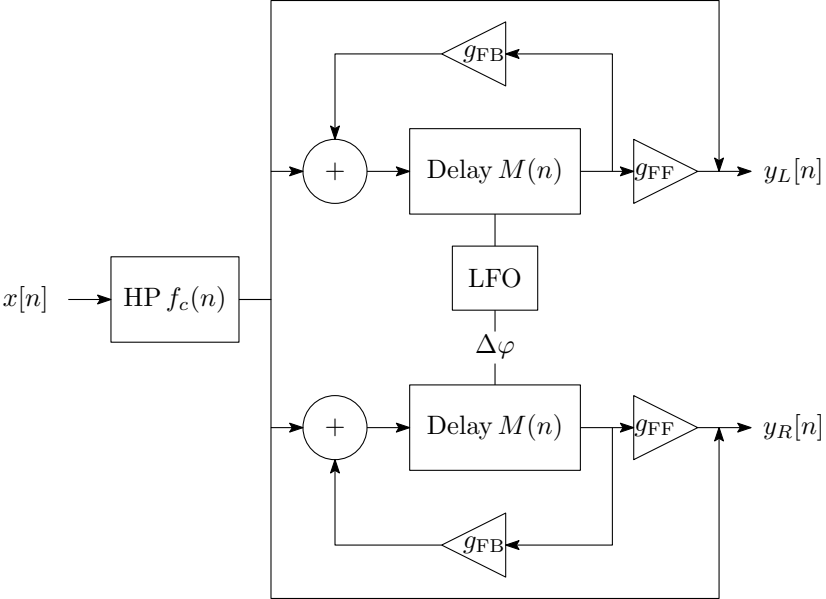 g_FB
+
Delay M(n)
g_FF
y_L[n]
LFO
x[n]
HP f_c(n)
Δφ
+
Delay M(n)
g_FF
y_R[n]
g_FB